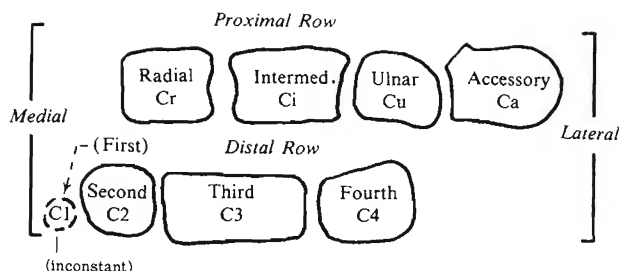 Proximal Row
Radial
Cr
Intermed.
Ci
Ulnar
Cu
Accessory
Ca
Medial
Lateral
(First)
Distal Row
C1
Second
C2
Third
C3
Fourth
C4
(inconstant)